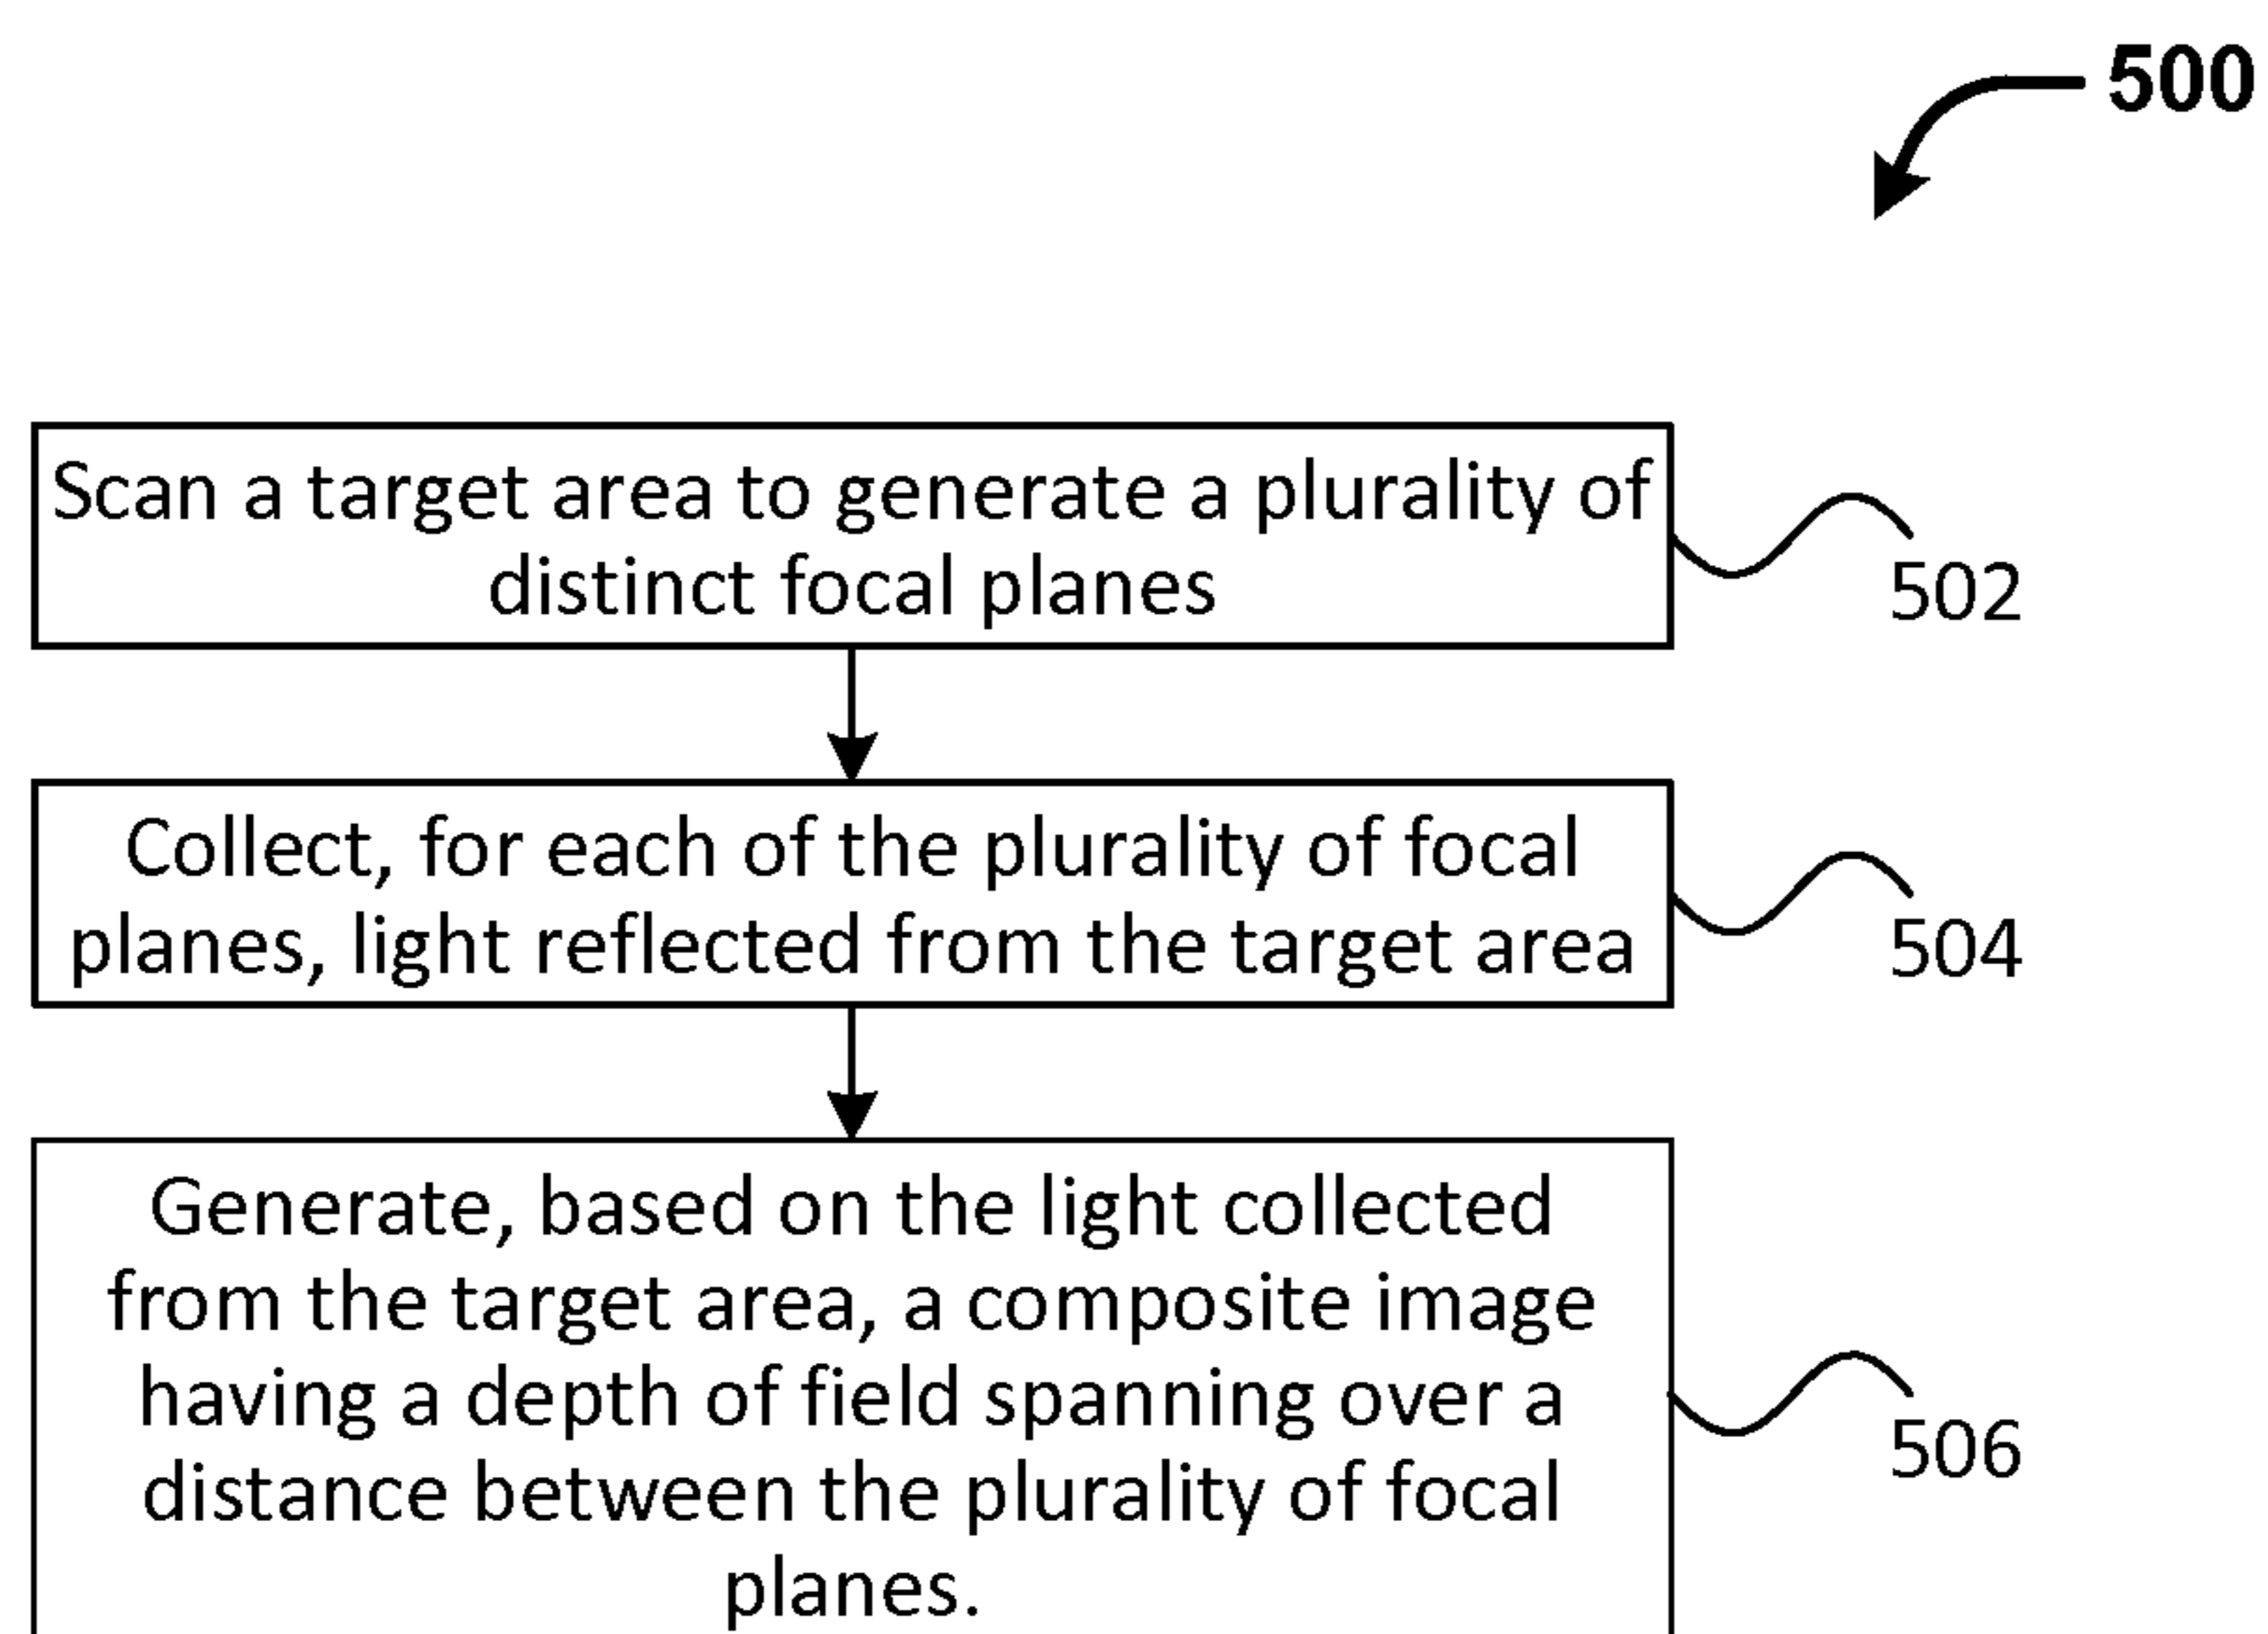 500
Scan a target area to generate a plurality of
distinct focal planes
502
Collect, for each of the plurality of focal
planes, light reflected from the target area
504
Generate, based on the light collected
from the target area, a composite image
having a depth of field spanning over a
distance between the plurality of focal
planes.
506